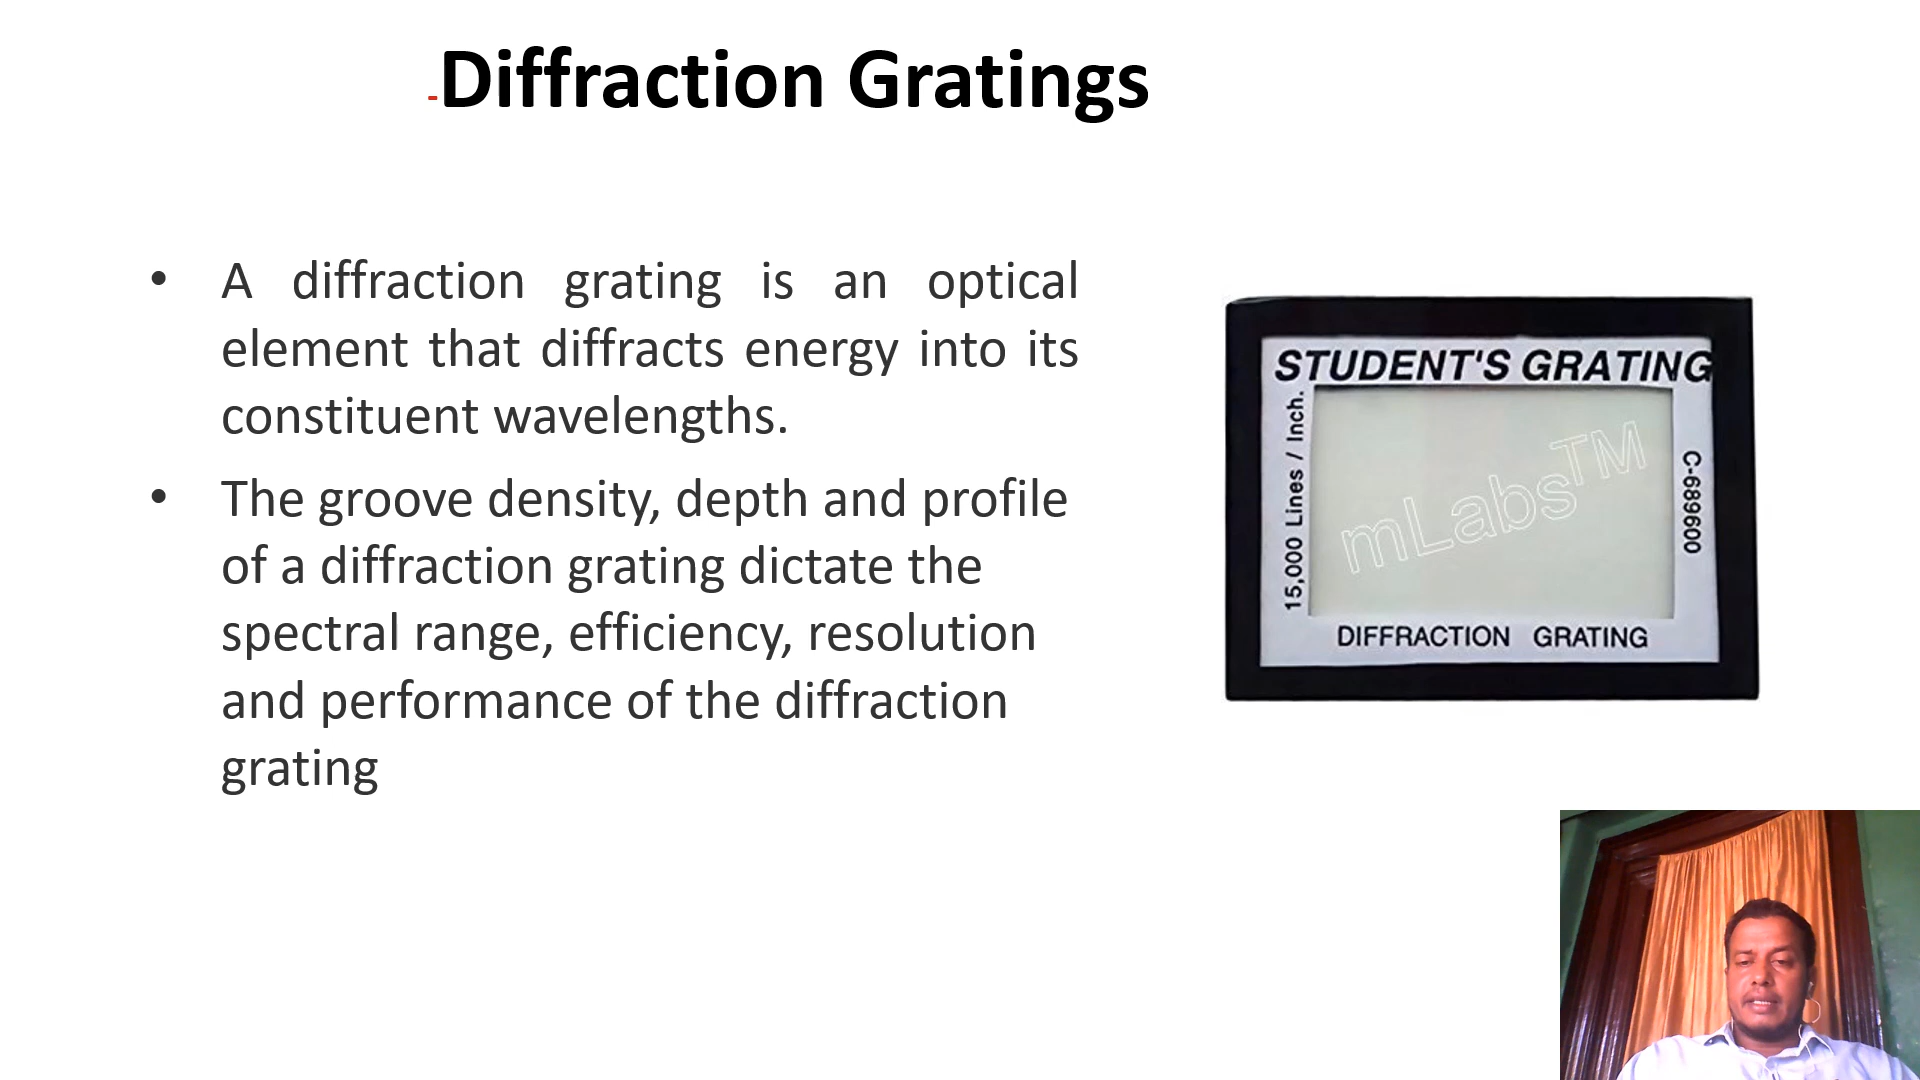 -Diffraction Gratings
• A diffraction grating is an optical
element that diffracts energy into its
constituent wavelengths.
• The groove density, depth and profile
of a diffraction grating dictate the
spectral range, efficiency, resolution
and performance of the diffraction
grating
STUDENT'S GRATING
15,000 Lines / Inch.
mLabs™
C-689600
DIFFRACTION GRATING